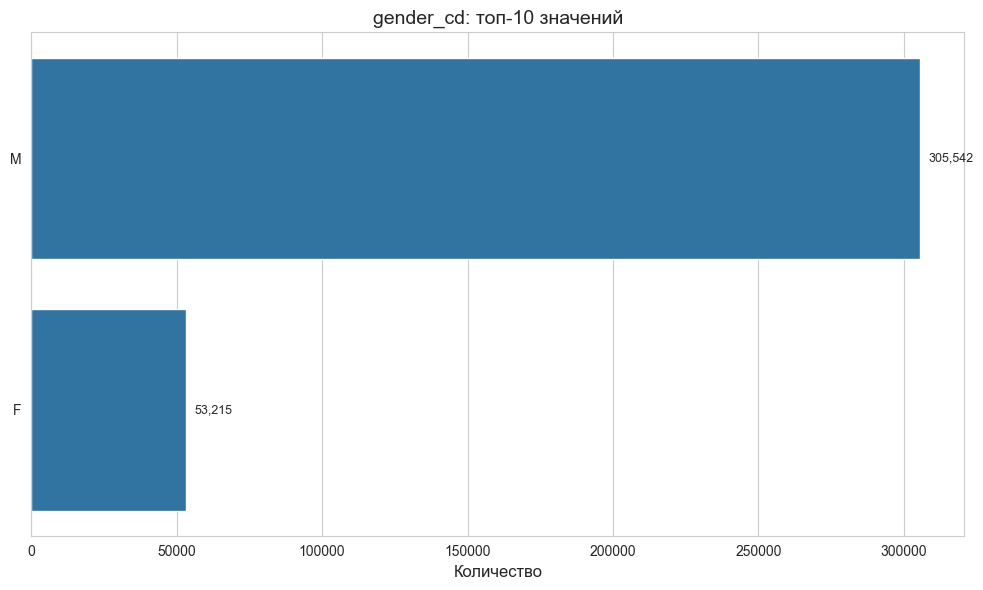 gender_cd: топ-10 значений
M
305,542
F
53,215
0 50000 100000 150000 200000 250000 300000
Количество